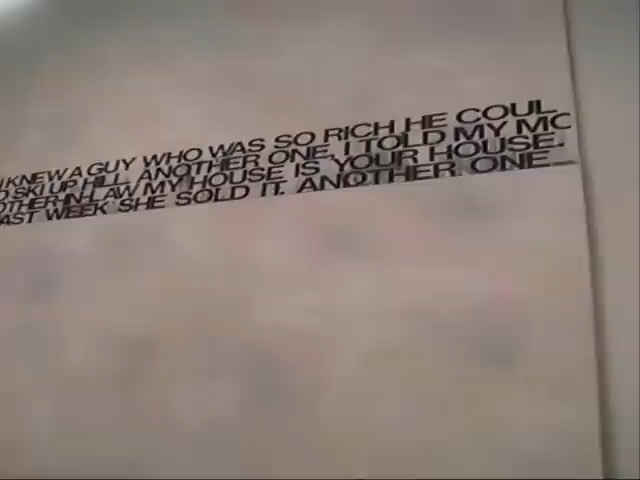 I KNEW A GUY WHO WAS SO RICH HE COUL
D SKI UP HILL. ANOTHER ONE. I TOLD MY MO
OTHER-IN-LAW MY HOUSE IS YOUR HOUSE.
LAST WEEK SHE SOLD IT. ANOTHER ONE